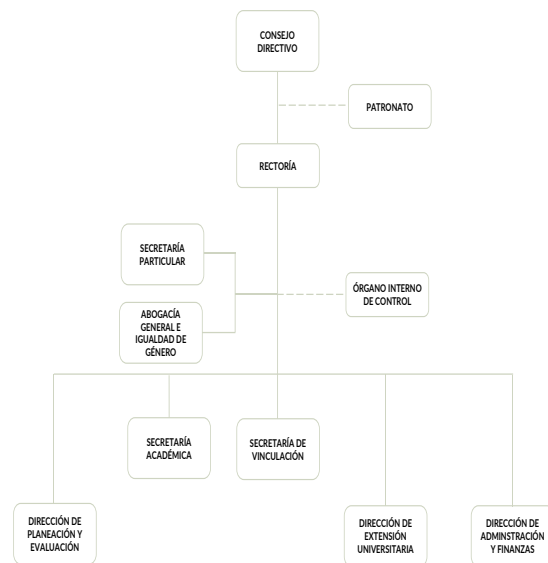 CONSEJO
DIRECTIVO
PATRONATO
RECTORÍA
SECRETARÍA
PARTICULAR
ÓRGANO INTERNO
DE CONTROL
ABOGACÍA
GENERAL E
IGUALDAD DE
GÉNERO
SECRETARÍA
ACADÉMICA
SECRETARÍA DE
VINCULACIÓN
DIRECCIÓN DE
PLANEACIÓN Y
EVALUACIÓN
DIRECCIÓN DE
EXTENSIÓN
UNIVERSITARIA
DIRECCIÓN DE
ADMINSTRACIÓN
Y FINANZAS